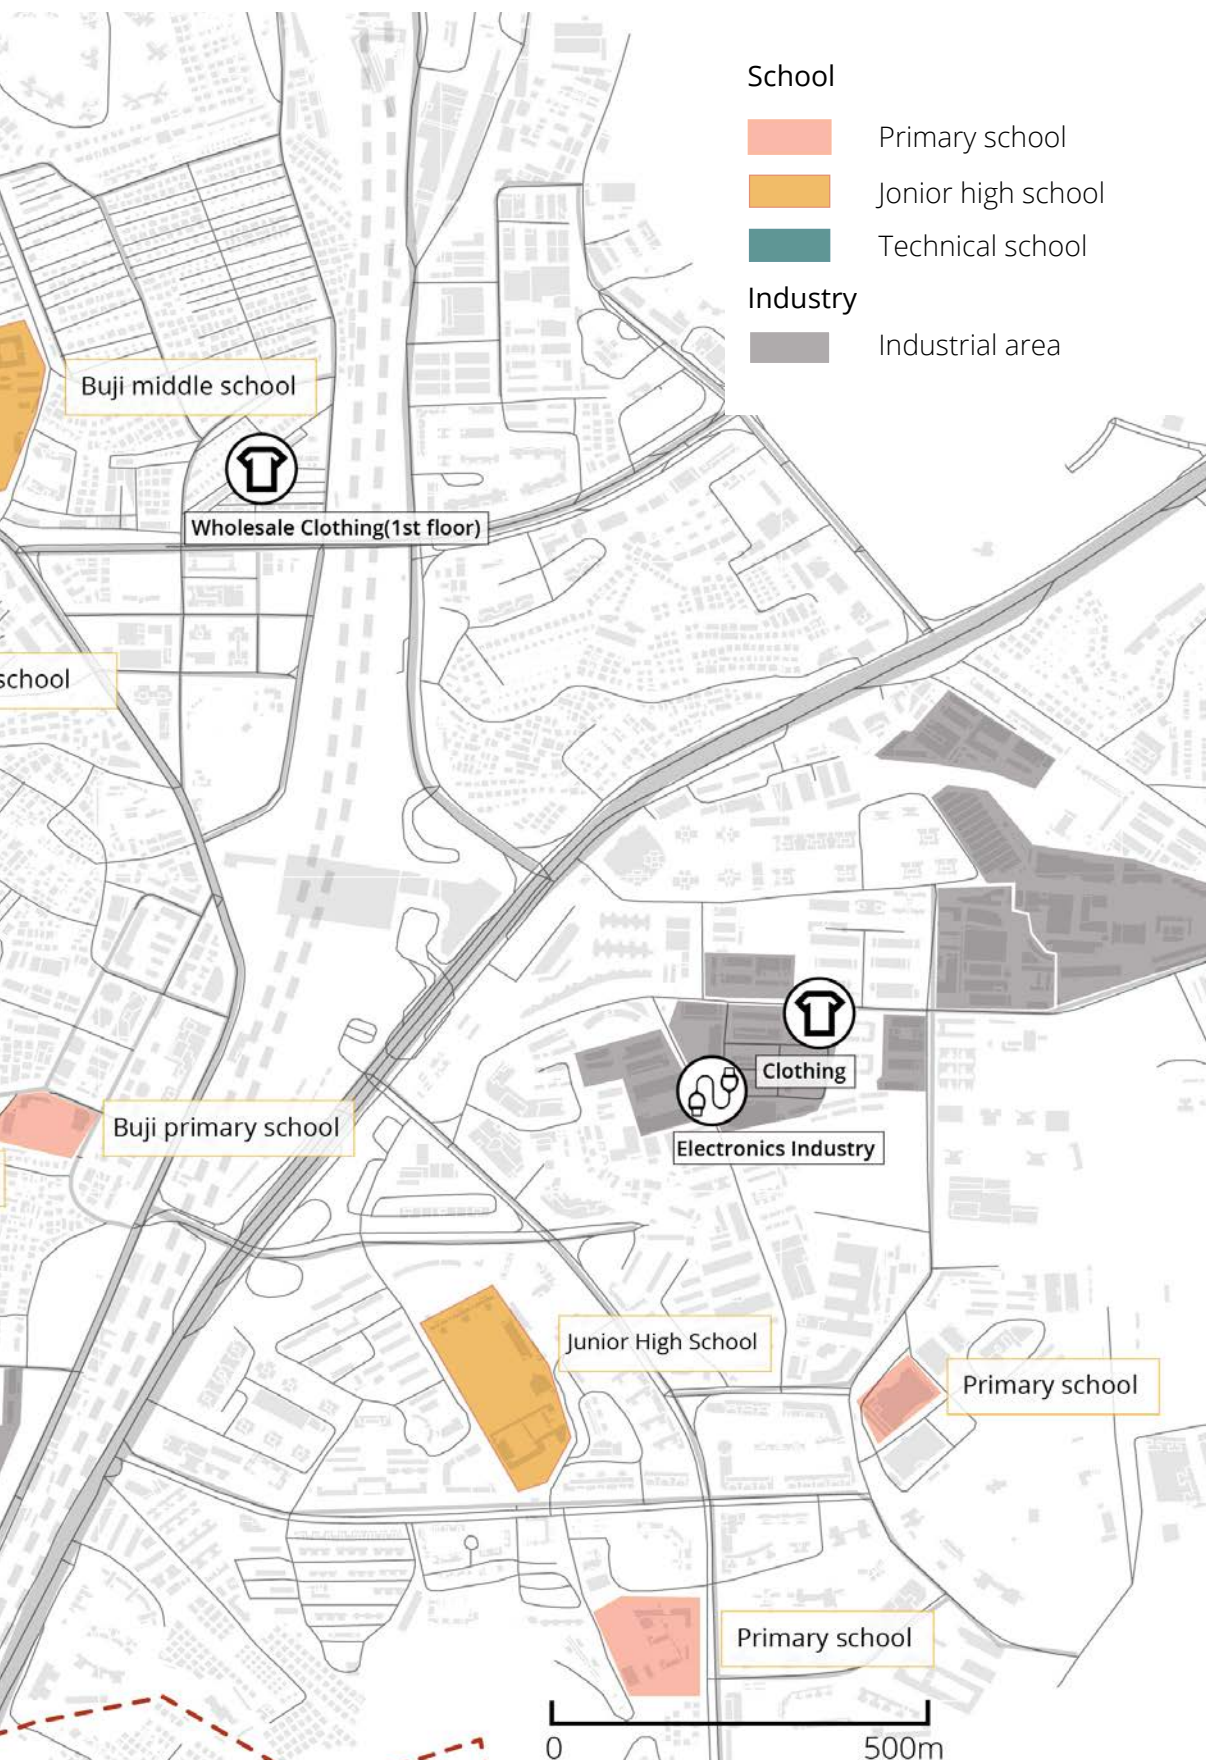 School
Primary school
Jonior high school
Technical school
Industry
Industrial area
Buji middle school
Wholesale Clothing(1st floor)
school
Clothing
Electronics Industry
Buji primary school
Junior High School
Primary school
Primary school
0 500m